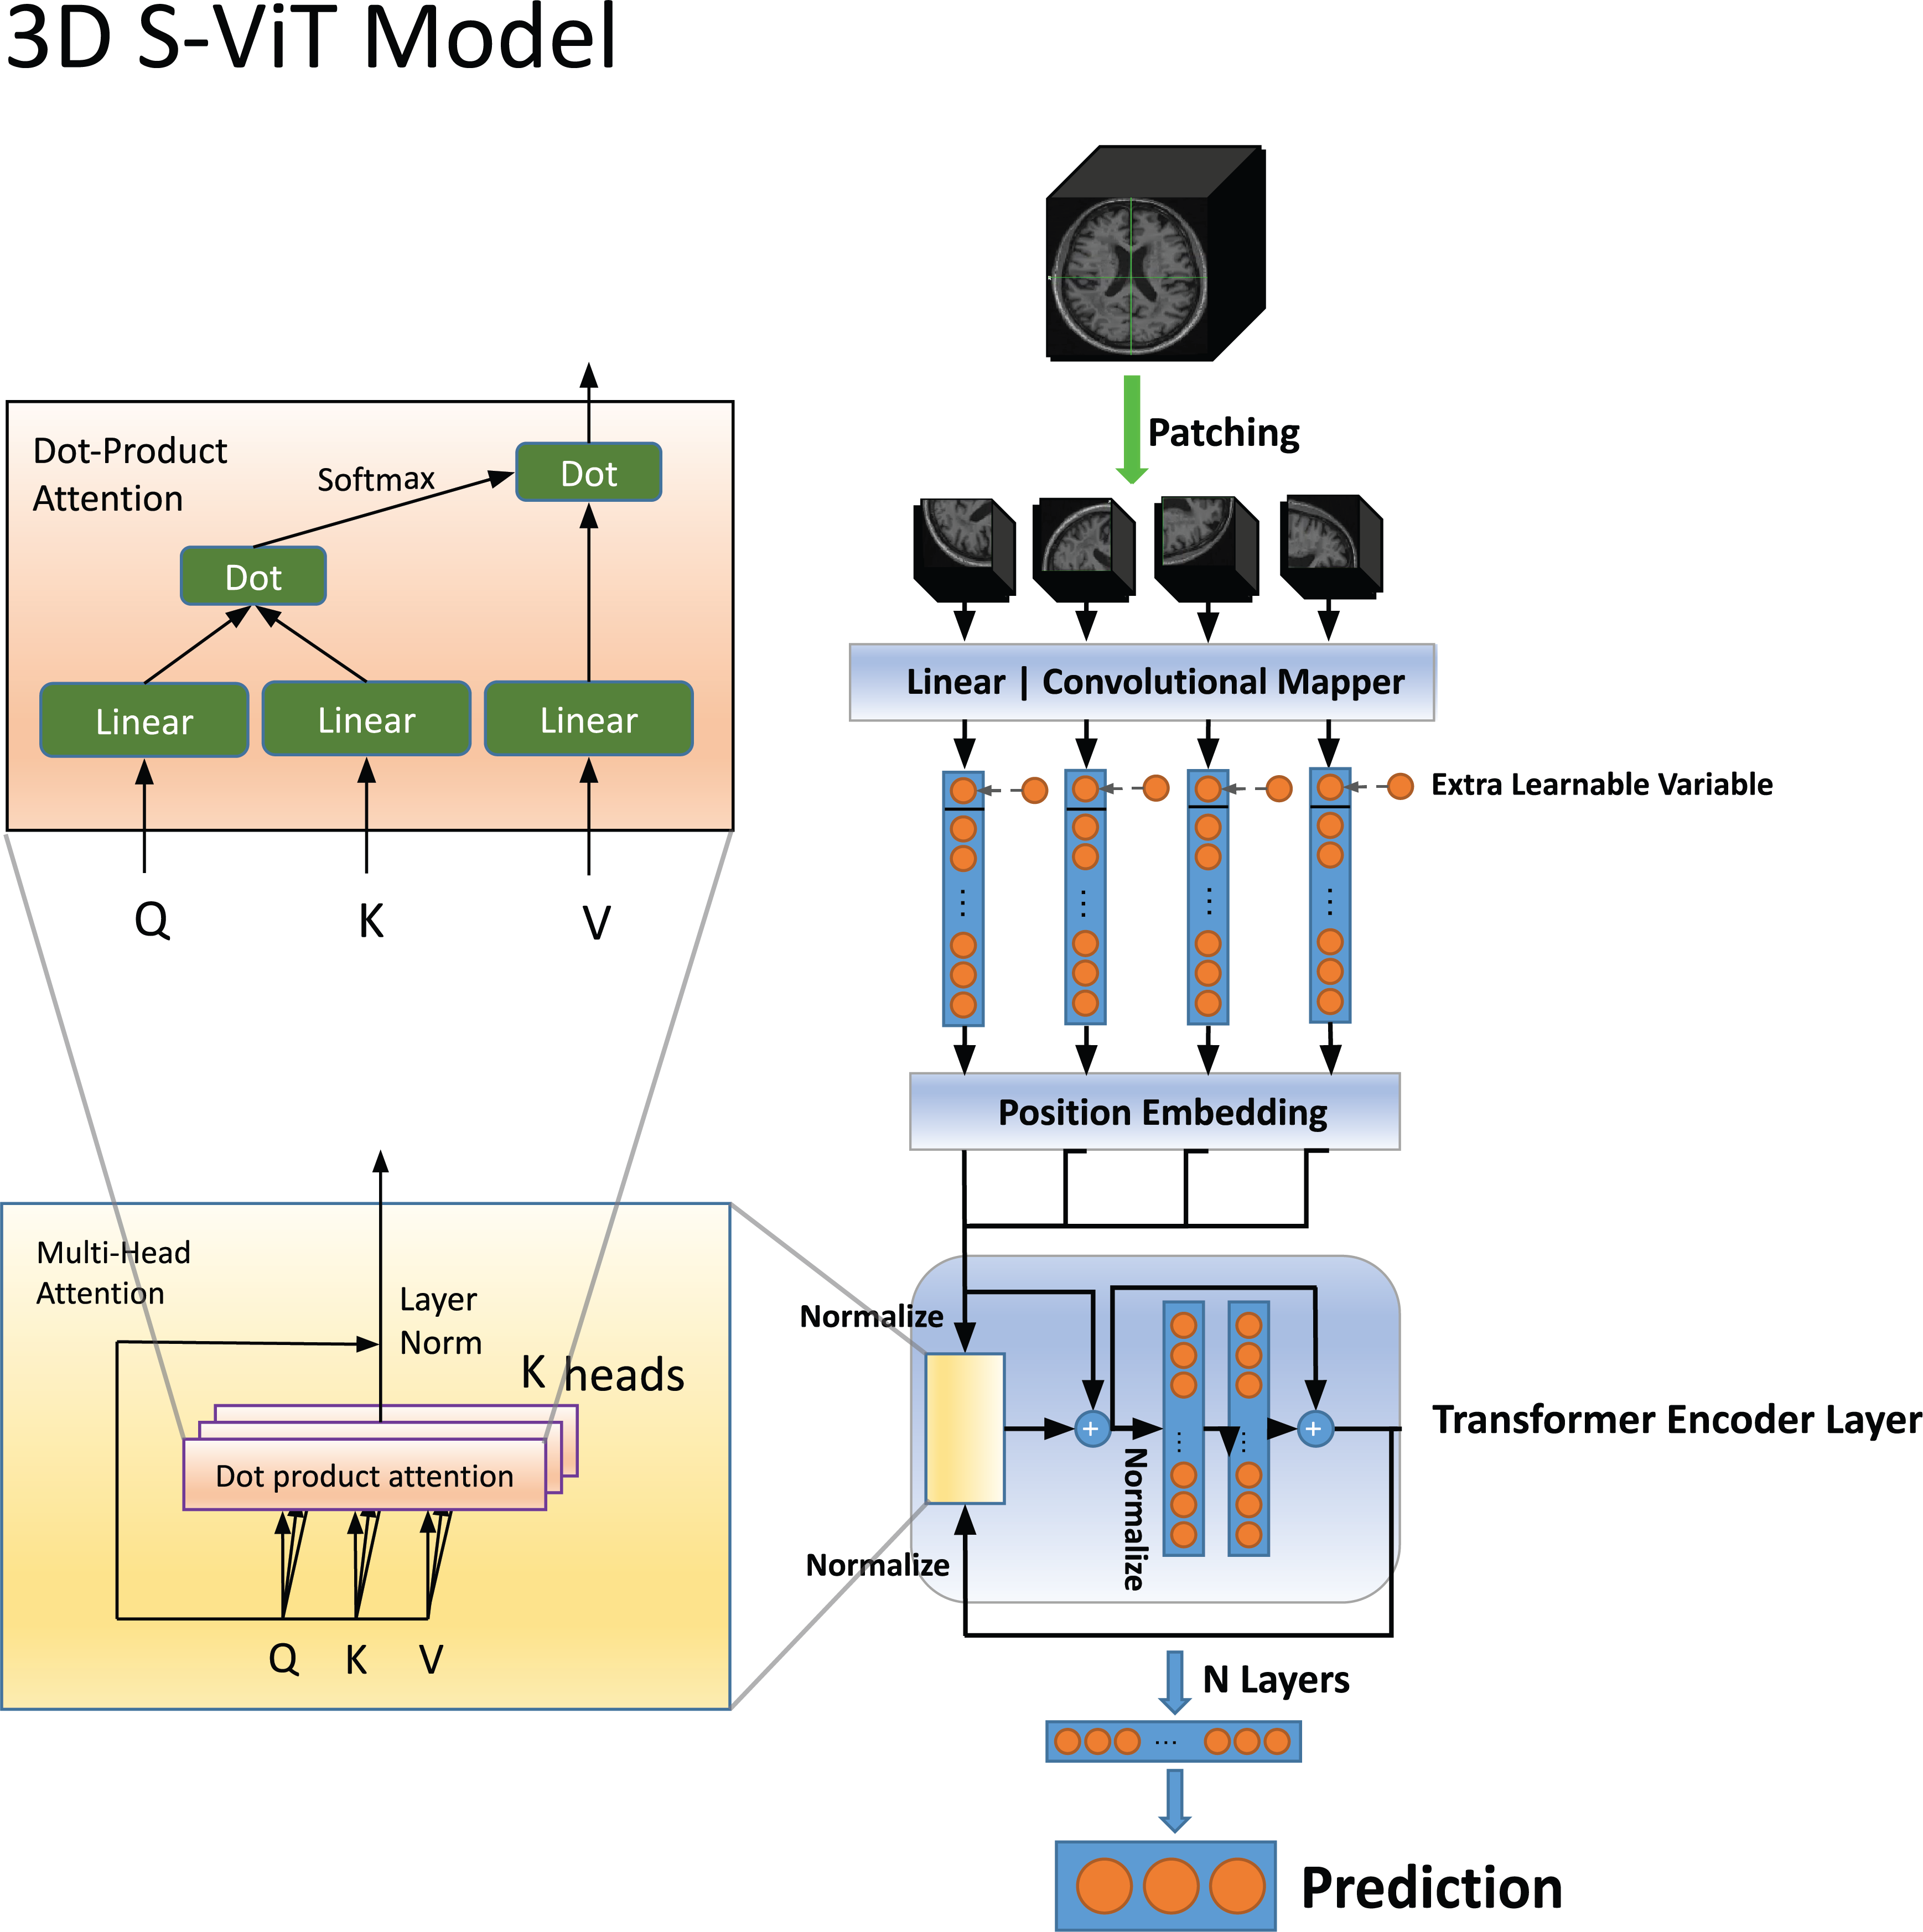 3D S-ViT Model
Patching
Linear | Convolutional Mapper
Extra Learnable Variable
Position Embedding
Normalize
Normalize
Normalize
Transformer Encoder Layer
N Layers
Prediction
Dot-Product
Attention
Softmax
Dot
Dot
Linear
Linear
Linear
Q
K
V
Multi-Head
Attention
Layer
Norm
K heads
Dot product attention
Q
K
V